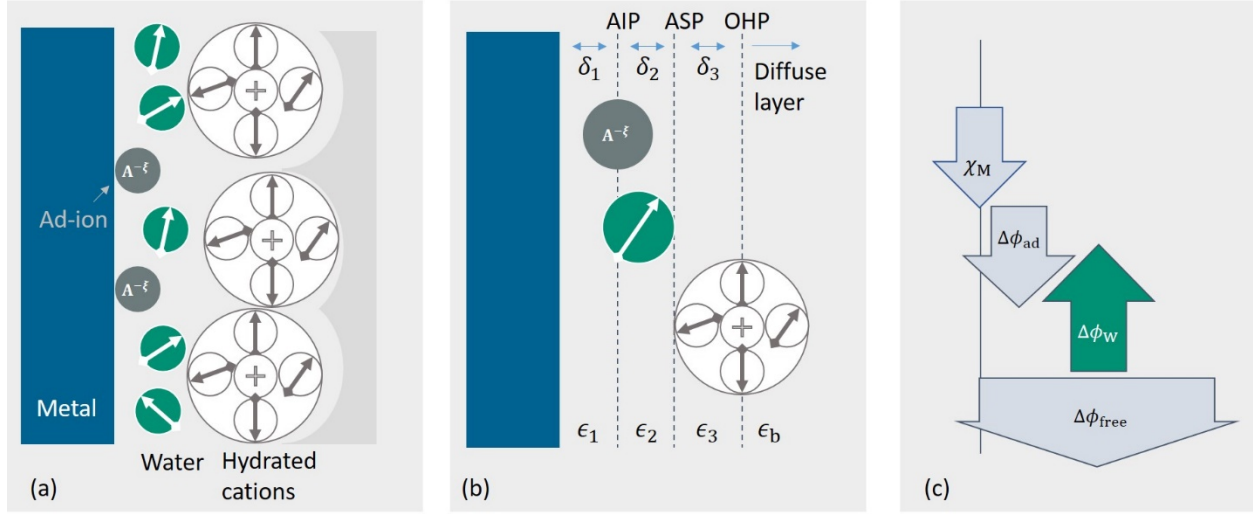 A⁻ξ
Ad-ion
A⁻ξ
Metal
Water
Hydrated
cations
(a)
AIP ASP OHP
δ₁ δ₂ δ₃ Diffuse
layer
A⁻ξ
ϵ₁ ϵ₂ ϵ₃ ϵb
(b)
χM
Δϕad
ΔϕW
Δϕfree
(c)